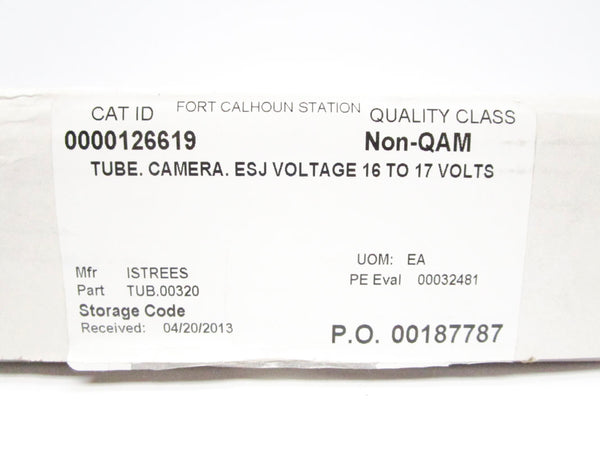 FORT CALHOUN STATION
CAT ID QUALITY CLASS
0000126619 Non-QAM
TUBE. CAMERA. ESJ VOLTAGE 16 TO 17 VOLTS
UOM: EA
Mfr ISTREES PE Eval 00032481
Part TUB.00320
Storage Code
Received: 04/20/2013 P.O. 00187787